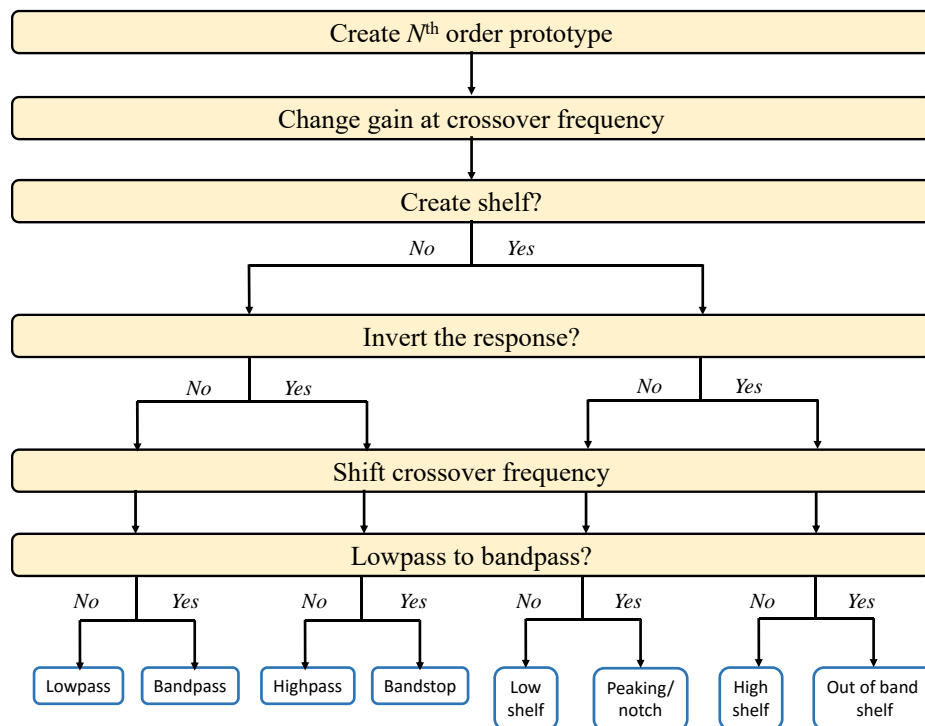 Create Nth order prototype
Change gain at crossover frequency
Create shelf?
No Yes
Invert the response?
No Yes No Yes
Shift crossover frequency
Lowpass to bandpass?
No Yes No Yes No Yes No Yes
Lowpass Bandpass Highpass Bandstop
Low
shelf
Peaking/
notch
High
shelf
Out of band
shelf